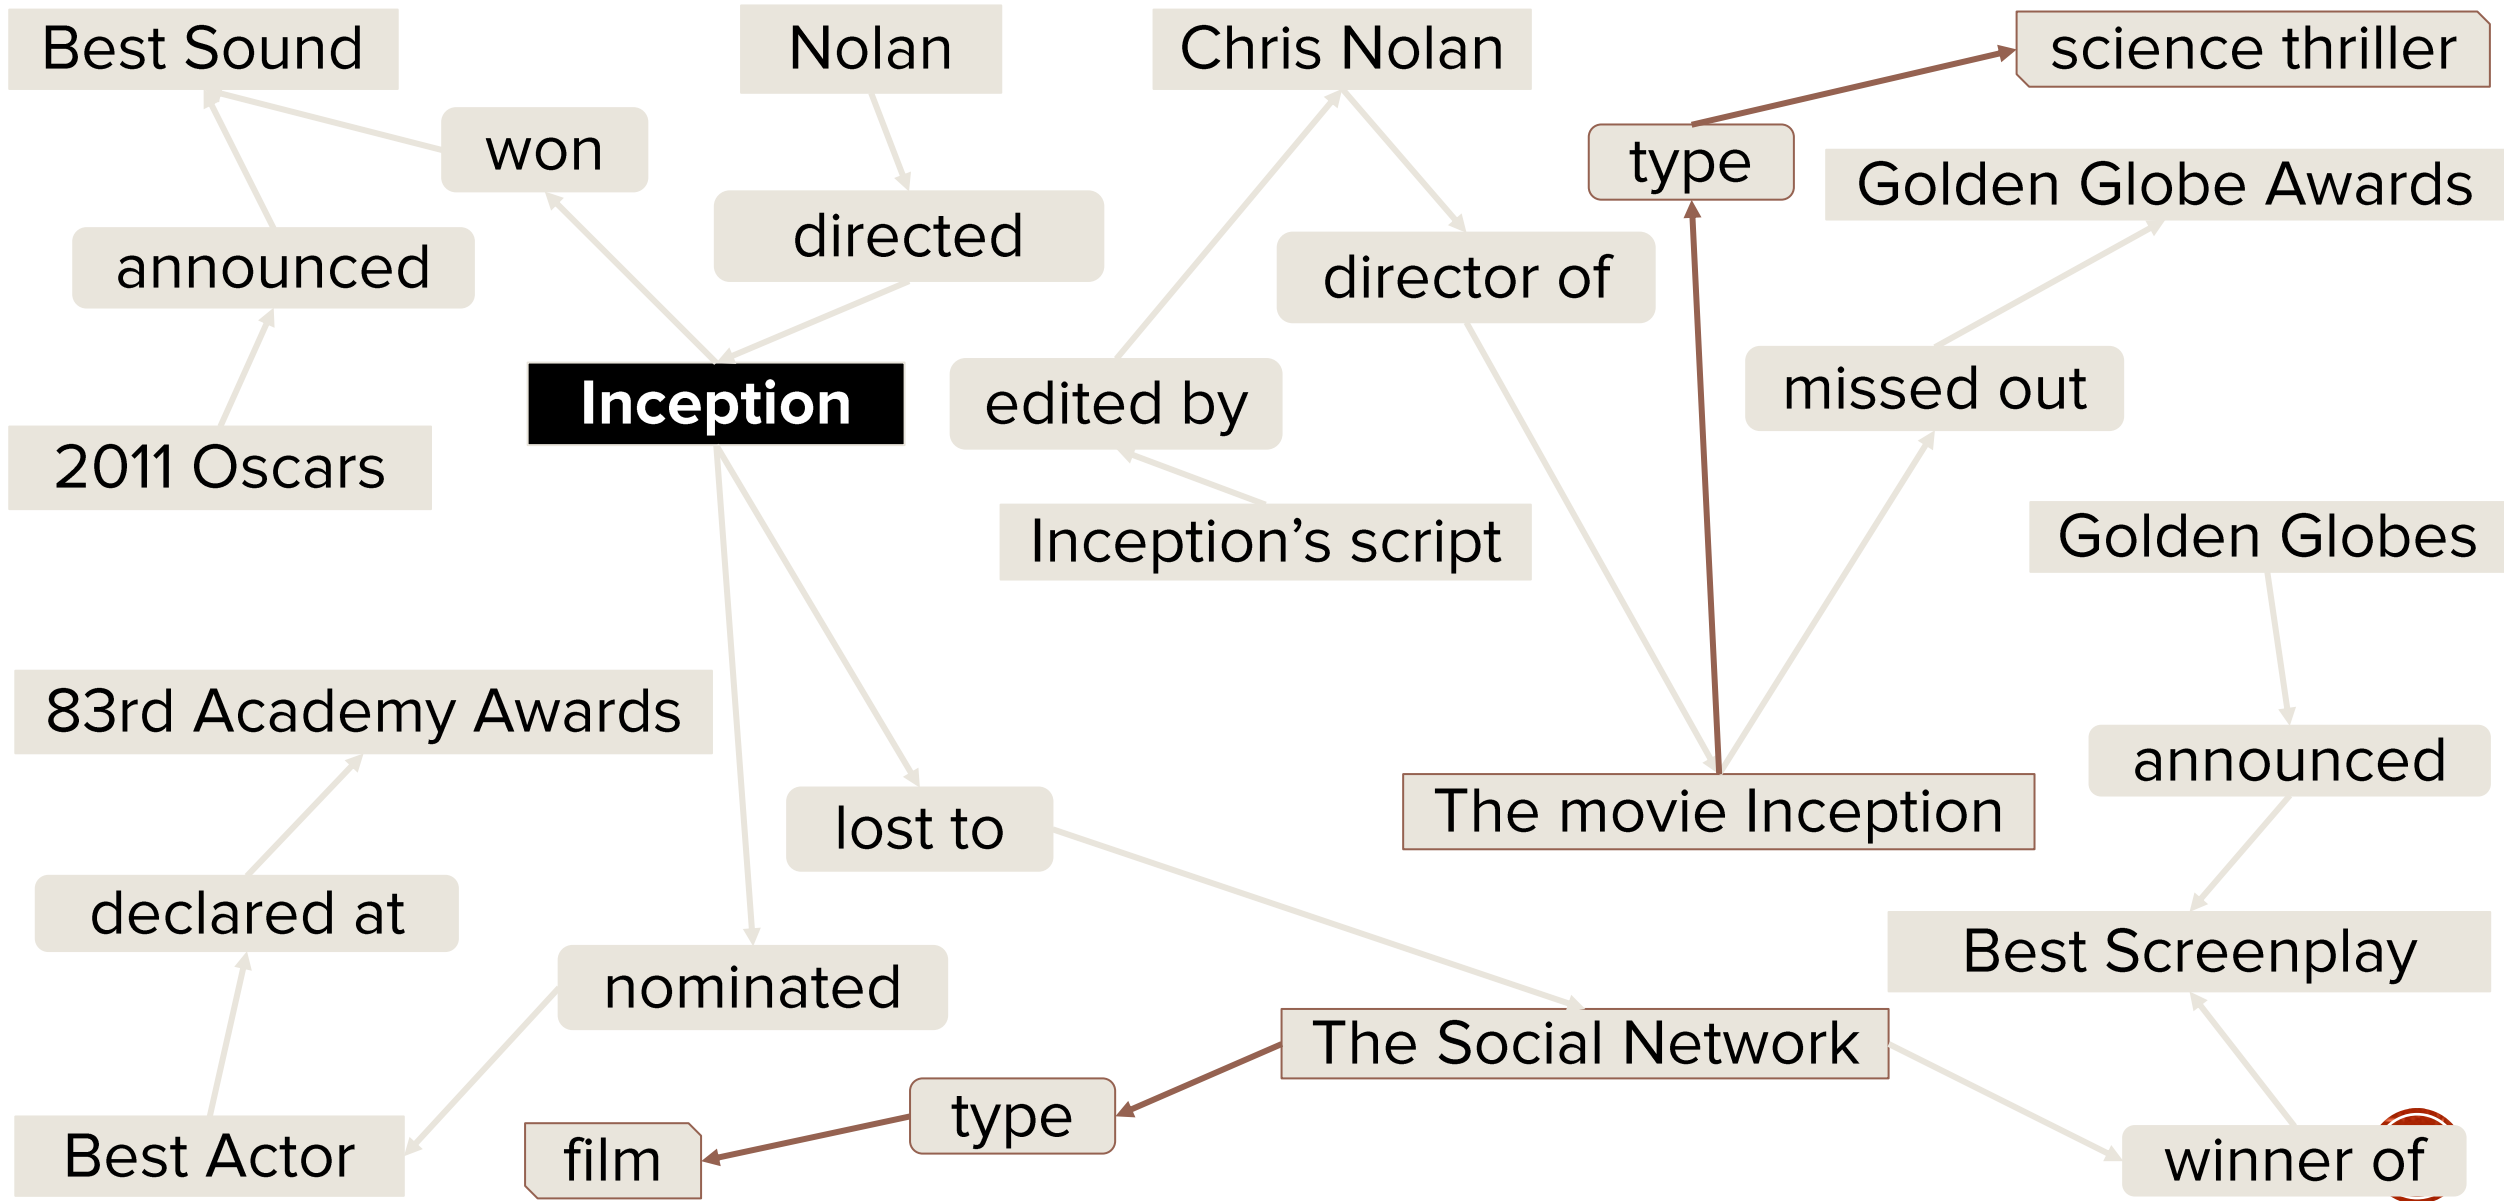 Best Sound
Nolan
Chris Nolan
science thriller
won
type
Golden Globe Awards
directed
announced
director of
Inception
edited by
missed out
2011 Oscars
Inception’s script
Golden Globes
83rd Academy Awards
announced
lost to
The movie Inception
declared at
Best Screenplay
nominated
The Social Network
type
Best Actor
film
winner of